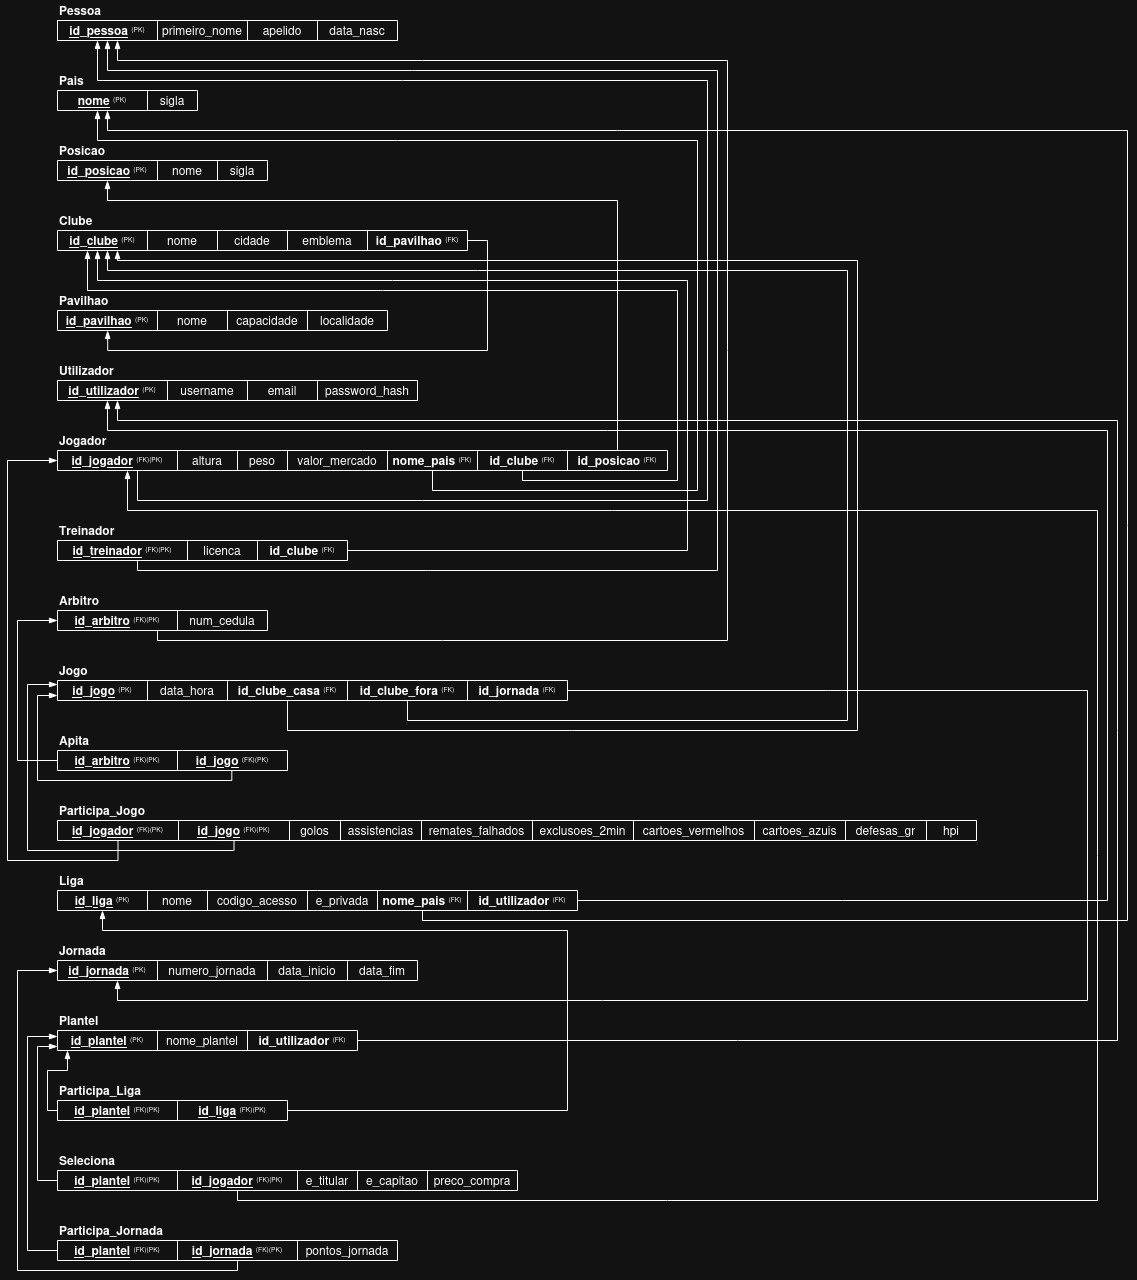 Pessoa
id_pessoa (PK) primeiro_nome apelido data_nasc
Pais
nome (PK) sigla
Posicao
id_posicao (PK) nome sigla
Clube
id_clube (PK) nome cidade emblema id_pavilhao (FK)
Pavilhao
id_pavilhao (PK) nome capacidade localidade
Utilizador
id_utilizador (PK) username email password_hash
Jogador
id_jogador (FK)(PK) altura peso valor_mercado nome_pais (FK) id_clube (FK) id_posicao (FK)
Treinador
id_treinador (FK)(PK) licenca id_clube (FK)
Arbitro
id_arbitro (FK)(PK) num_cedula
Jogo
id_jogo (PK) data_hora id_clube_casa (FK) id_clube_fora (FK) id_jornada (FK)
Apita
id_arbitro (FK)(PK) id_jogo (FK)(PK)
Participa_Jogo
id_jogador (FK)(PK) id_jogo (FK)(PK) golos assistencias remates_falhados exclusoes_2min cartoes_vermelhos cartoes_azuis defesas_gr hpi
Liga
id_liga (PK) nome codigo_acesso e_privada nome_pais (FK) id_utilizador (FK)
Jornada
id_jornada (PK) numero_jornada data_inicio data_fim
Plantel
id_plantel (PK) nome_plantel id_utilizador (FK)
Participa_Liga
id_plantel (FK)(PK) id_liga (FK)(PK)
Seleciona
id_plantel (FK)(PK) id_jogador (FK)(PK) e_titular e_capitao preco_compra
Participa_Jornada
id_plantel (FK)(PK) id_jornada (FK)(PK) pontos_jornada